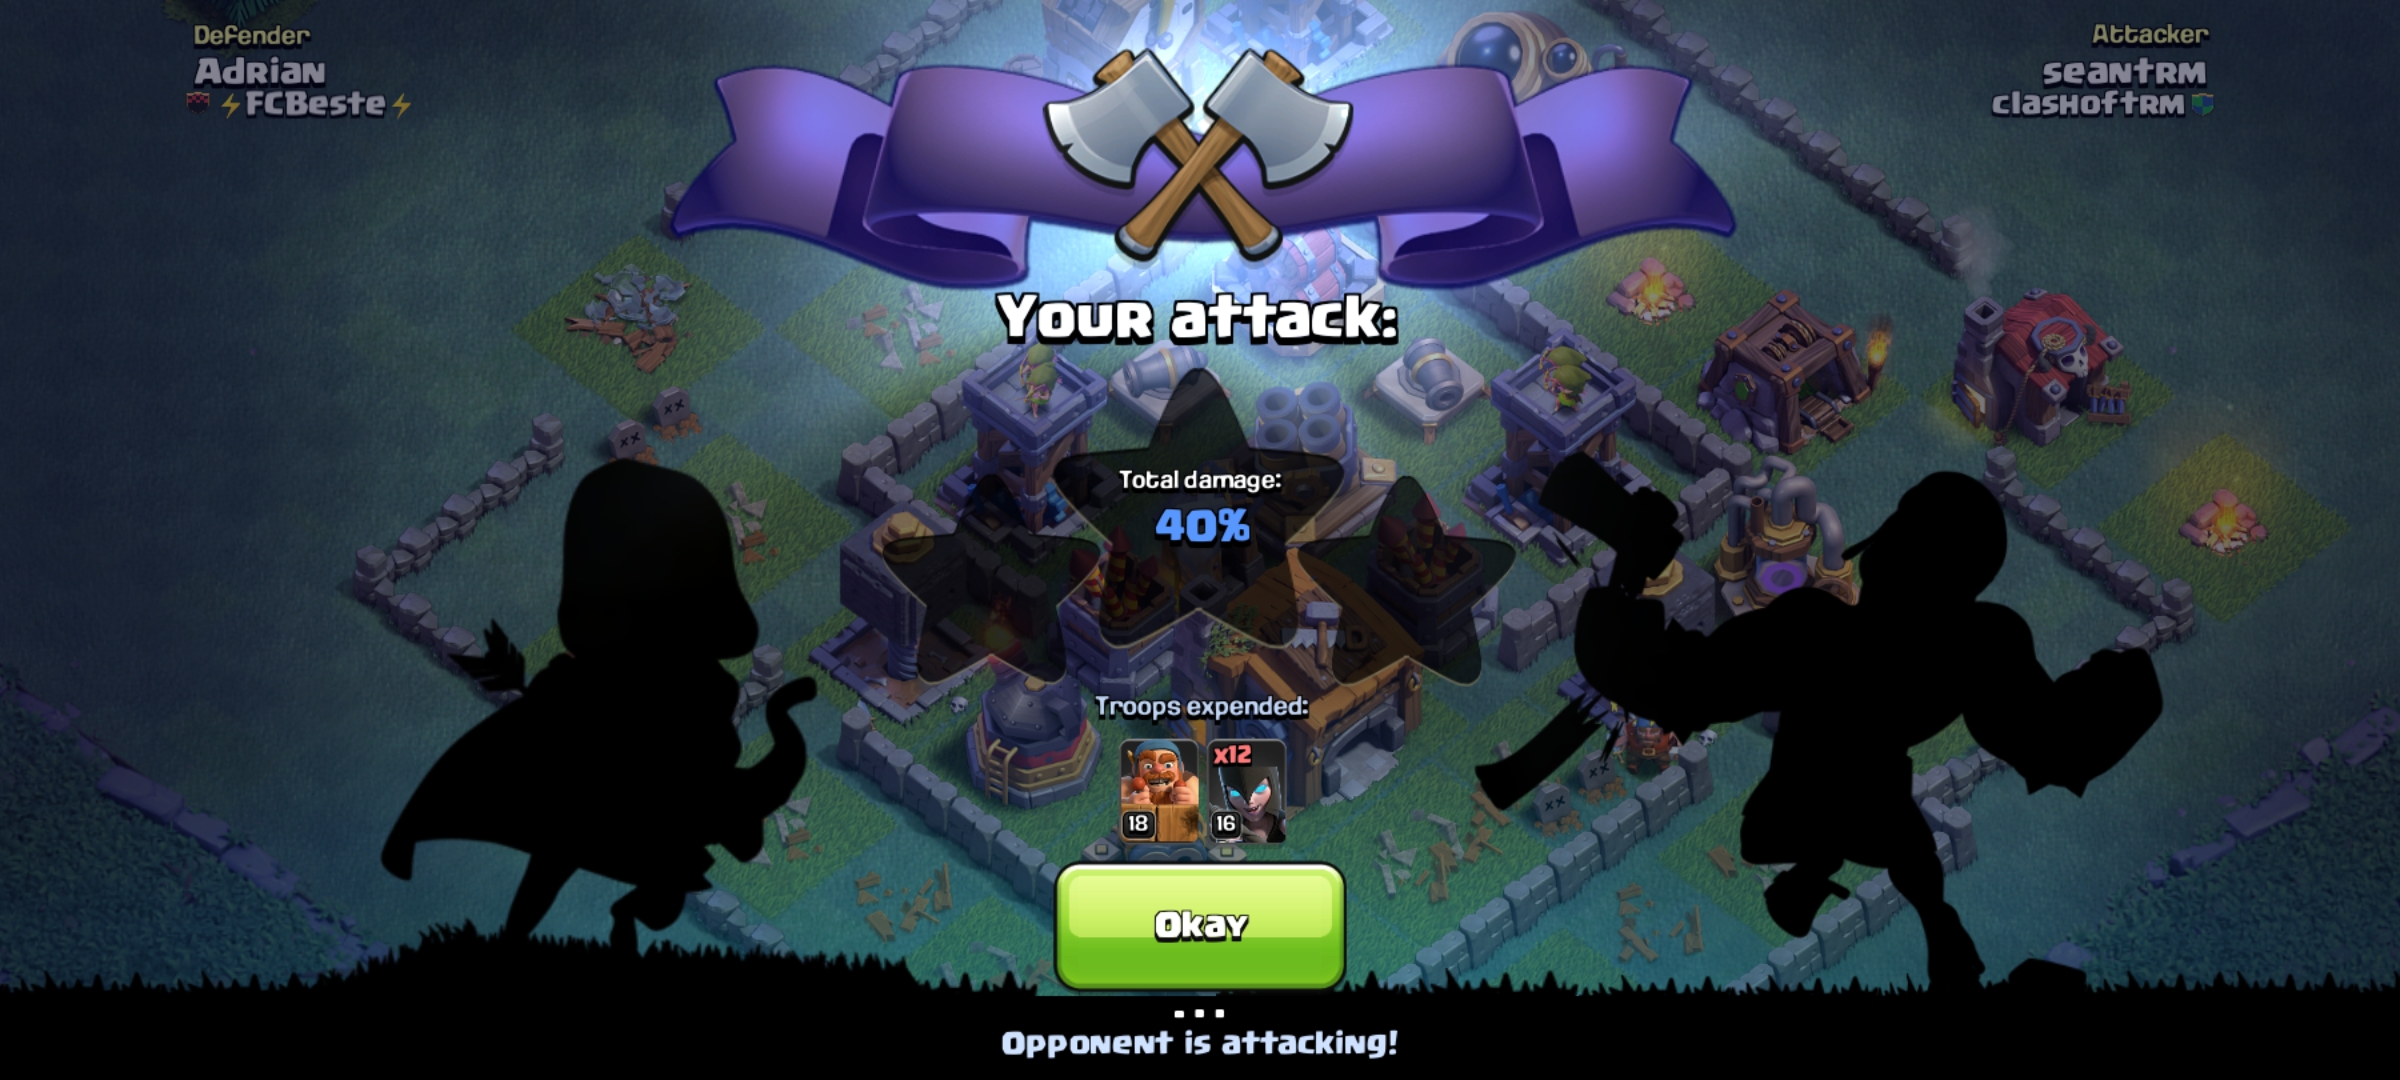 Defender
Adrian
⚡FCBeste⚡
Attacker
seantrm
clashoftrm
Your attack:
Total damage:
40%
Troops expended:
x12
18
16
Okay
...
Opponent is attacking!